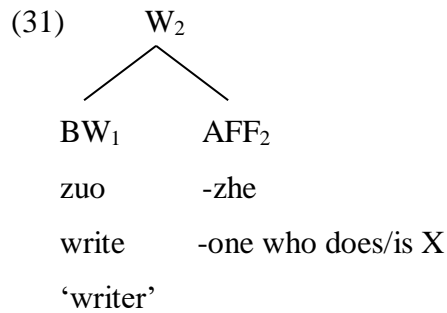 (31) W₂
BW₁ AFF₂
zuo -zhe
write -one who does/is X
‘writer’